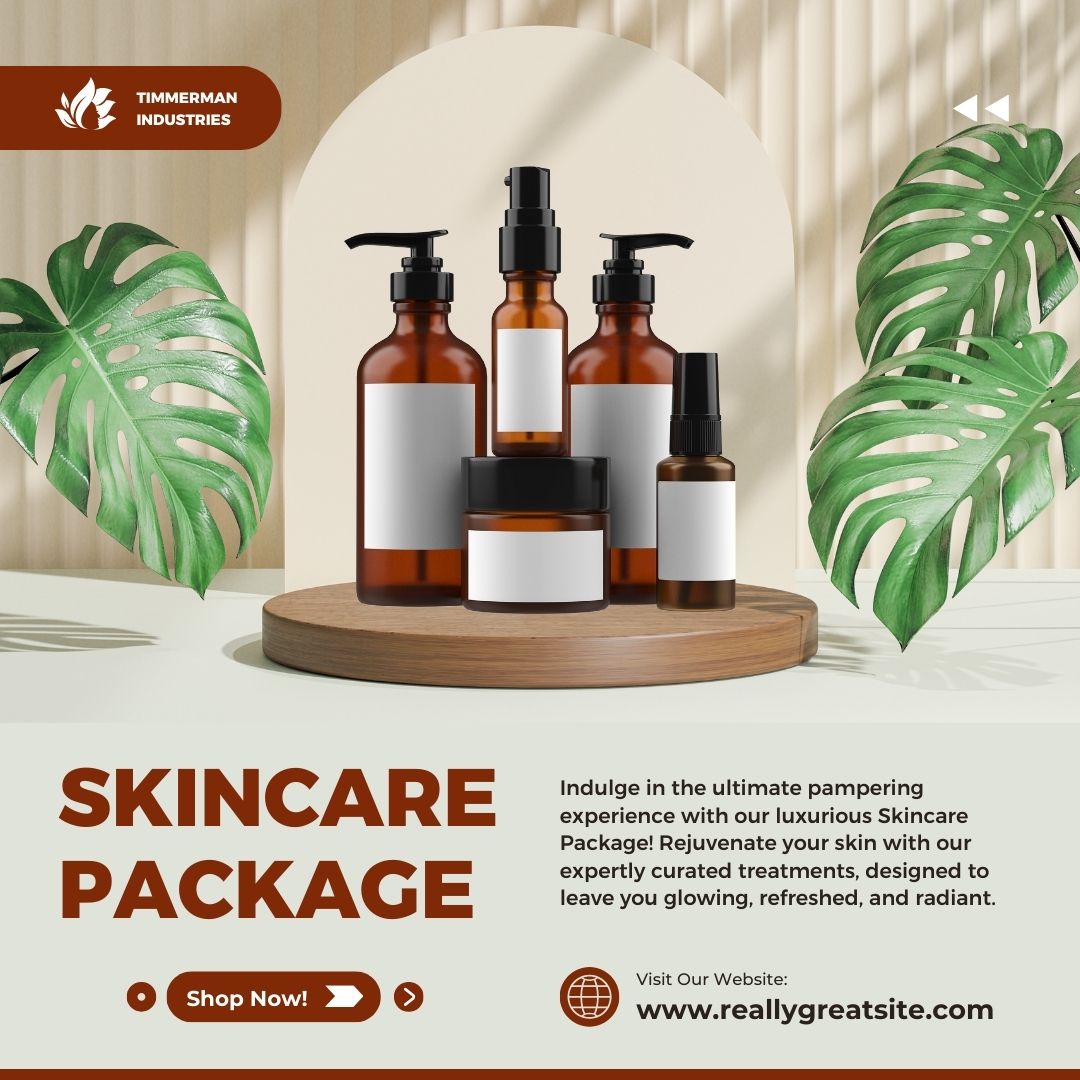 TIMMERMAN
INDUSTRIES
SKINCARE
PACKAGE
Indulge in the ultimate pampering
experience with our luxurious Skincare
Package! Rejuvenate your skin with our
expertly curated treatments, designed to
leave you glowing, refreshed, and radiant.
Shop Now!
Visit Our Website:
www.reallygreatsite.com